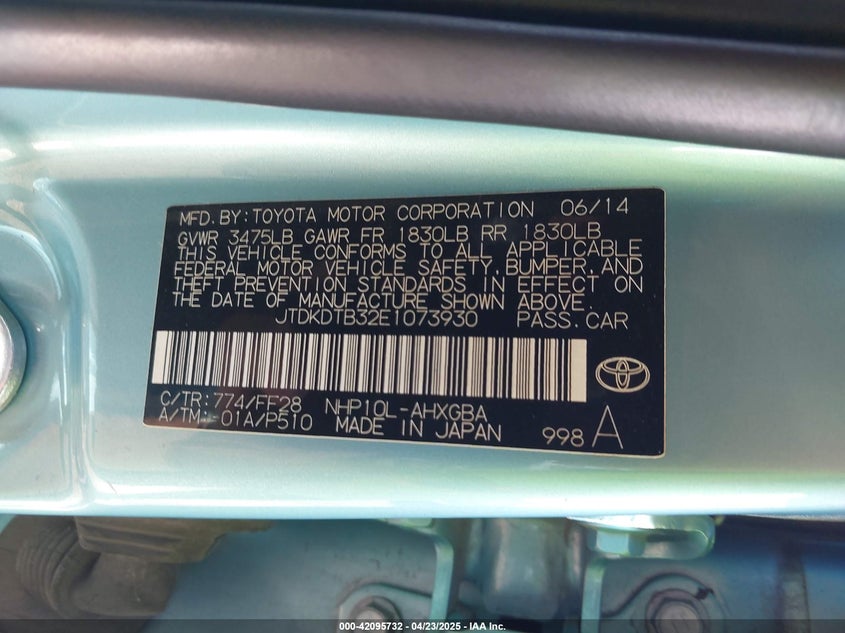 MFD. BY: TOYOTA MOTOR CORPORATION 06/14
GVWR 3475LB GAWR FR 1830LB RR 1830LB
THIS VEHICLE CONFORMS TO ALL APPLICABLE
FEDERAL MOTOR VEHICLE SAFETY, BUMPER, AND
THEFT PREVENTION STANDARDS IN EFFECT ON
THE DATE OF MANUFACTURE SHOWN ABOVE.
JTDKDTB32E1073930 PASS. CAR
C/TR: 774/FF28 NHP10L-AHXGBA
A/TM: -01A/P510 MADE IN JAPAN 998 A
000-42095732 - 04/23/2025 - IAA, Inc.